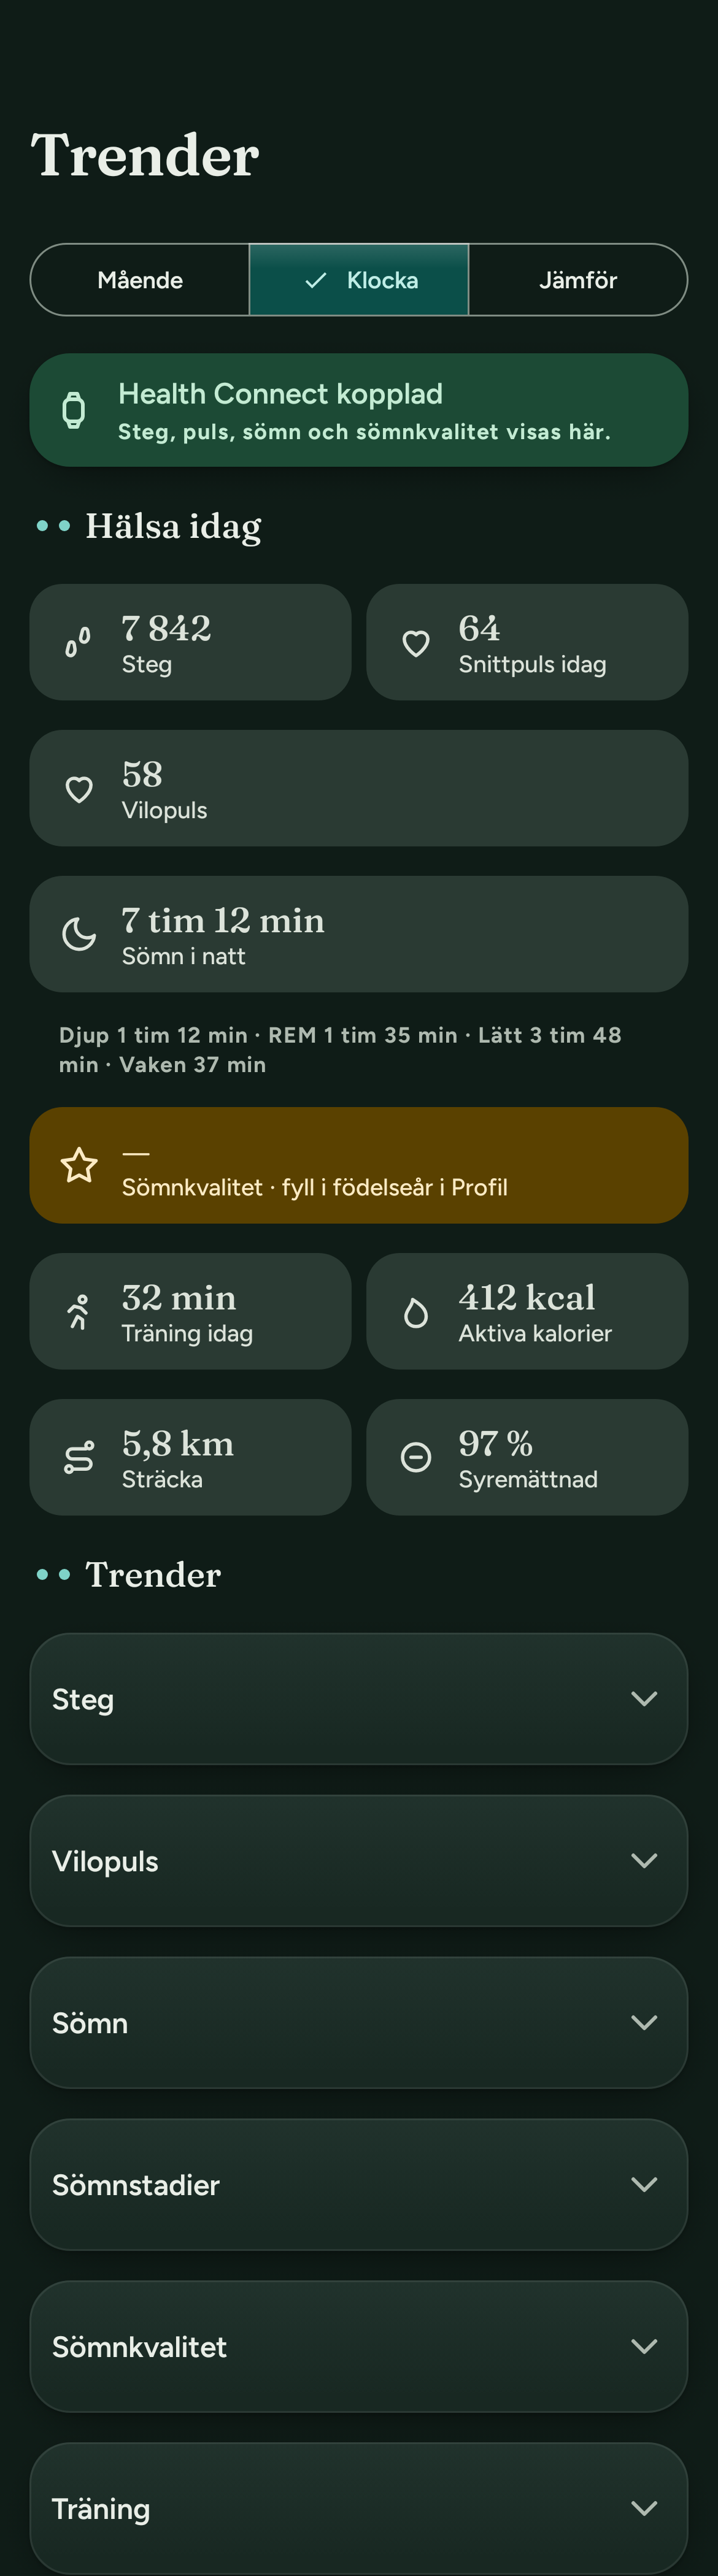 Trender
Mående
Klocka
Jämför
Health Connect kopplad
Steg, puls, sömn och sömnkvalitet visas här.
Hälsa idag
7 842
Steg
64
Snittpuls idag
58
Vilopuls
7 tim 12 min
Sömn i natt
Djup 1 tim 12 min · REM 1 tim 35 min · Lätt 3 tim 48
min · Vaken 37 min
—
Sömnkvalitet · fyll i födelseår i Profil
32 min
Träning idag
412 kcal
Aktiva kalorier
5,8 km
Sträcka
97 %
Syremättnad
Trender
Steg
Vilopuls
Sömn
Sömnstadier
Sömnkvalitet
Träning